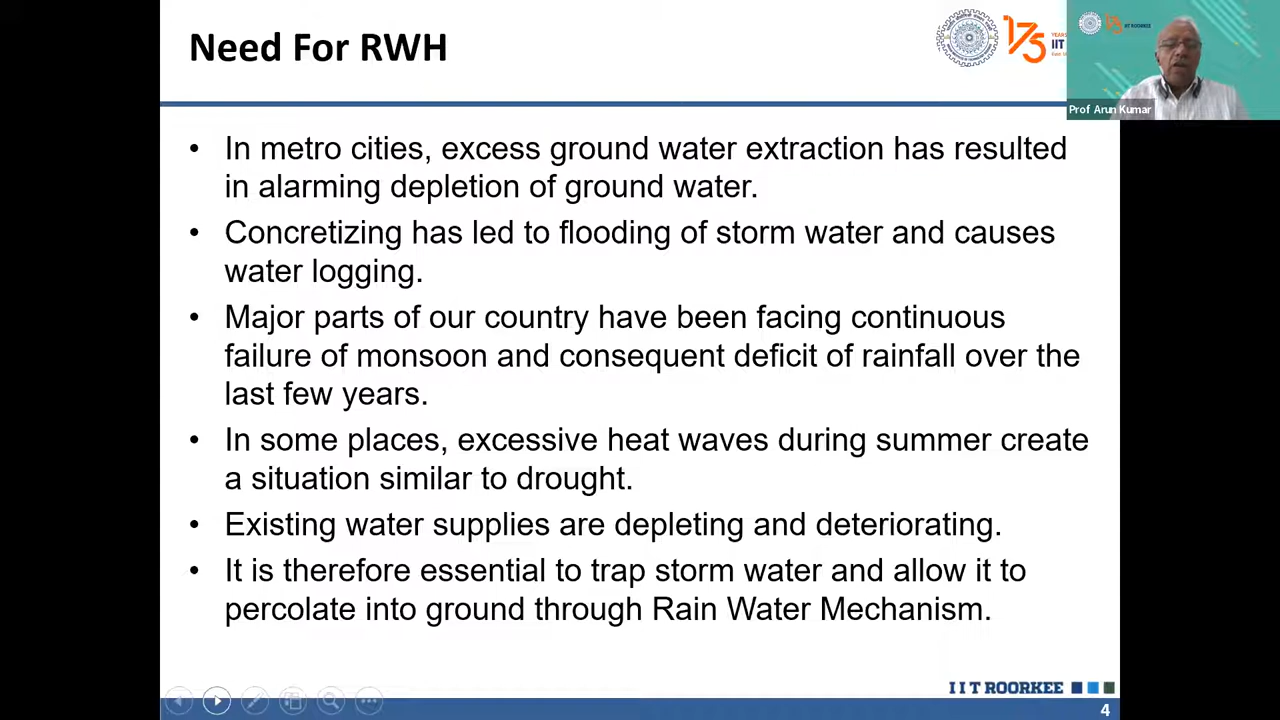 Need For RWH
175
YEARS
IIT
IIT ROORKEE
Prof Arun Kumar
• In metro cities, excess ground water extraction has resulted
in alarming depletion of ground water.
• Concretizing has led to flooding of storm water and causes
water logging.
• Major parts of our country have been facing continuous
failure of monsoon and consequent deficit of rainfall over the
last few years.
• In some places, excessive heat waves during summer create
a situation similar to drought.
• Existing water supplies are depleting and deteriorating.
• It is therefore essential to trap storm water and allow it to
percolate into ground through Rain Water Mechanism.
I I T ROORKEE
4